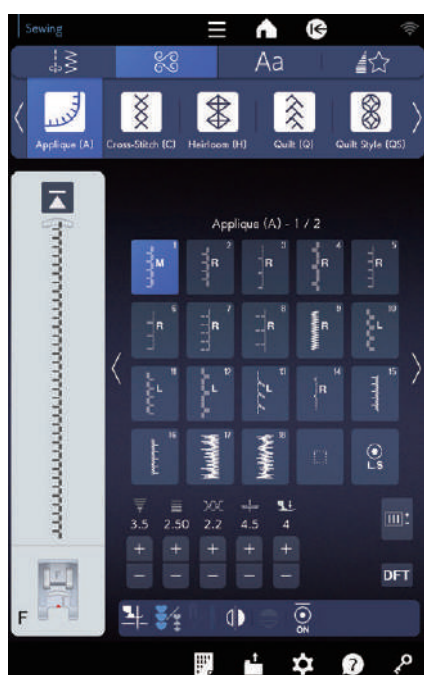 Sewing
Aa
Applique (A) Cross-Stitch (C) Heirloom (H) Quilt (Q) Quilt Style (QS)
Applique (A) - 1 / 2
1 M 2 R 3 R 4 R 5 R
6 R 7 R 8 R 9 R 10 L
11 L 12 L 13 L 14 R 15
16 17 18 L.S
3.5 2.50 2.2 4.5 4
+ + + + +
− − − − − DFT
F
ON
?